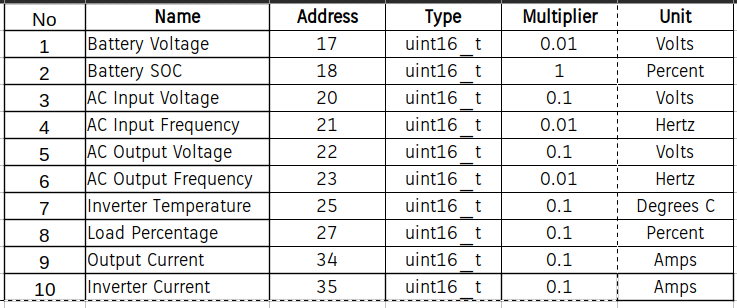 No Name Address Type Multiplier Unit
1 Battery Voltage 17 uint16_t 0.01 Volts
2 Battery SOC 18 uint16_t 1 Percent
3 AC Input Voltage 20 uint16_t 0.1 Volts
4 AC Input Frequency 21 uint16_t 0.01 Hertz
5 AC Output Voltage 22 uint16_t 0.1 Volts
6 AC Output Frequency 23 uint16_t 0.01 Hertz
7 Inverter Temperature 25 uint16_t 0.1 Degrees C
8 Load Percentage 27 uint16_t 0.1 Percent
9 Output Current 34 uint16_t 0.1 Amps
10 Inverter Current 35 uint16_t 0.1 Amps